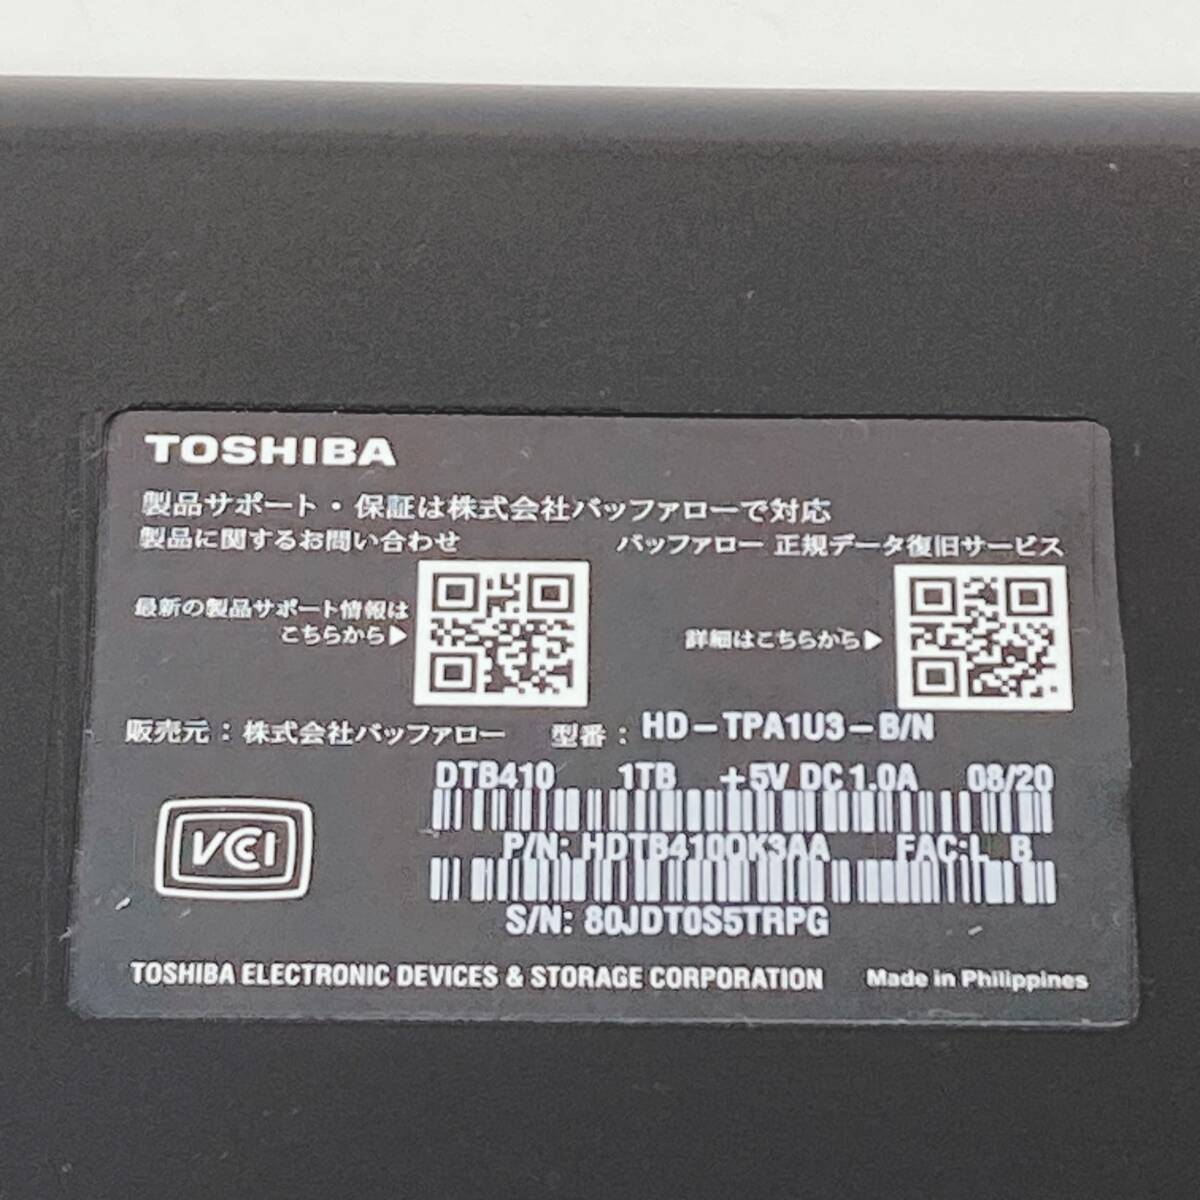 TOSHIBA
製品サポート・保証は株式会社バッファローで対応
製品に関するお問い合わせ
バッファロー 正規データ復旧サービス
最新の製品サポート情報は
こちらから▶
詳細はこちらから▶
販売元：株式会社バッファロー 型番：HD-TPA1U3-B/N
DTB410 1TB +5V DC 1.0A 08/20
P/N: HDTB410OK3AA FAC:L B
S/N: 80JDT0S5TRPG
VCCI
TOSHIBA ELECTRONIC DEVICES & STORAGE CORPORATION Made in Philippines